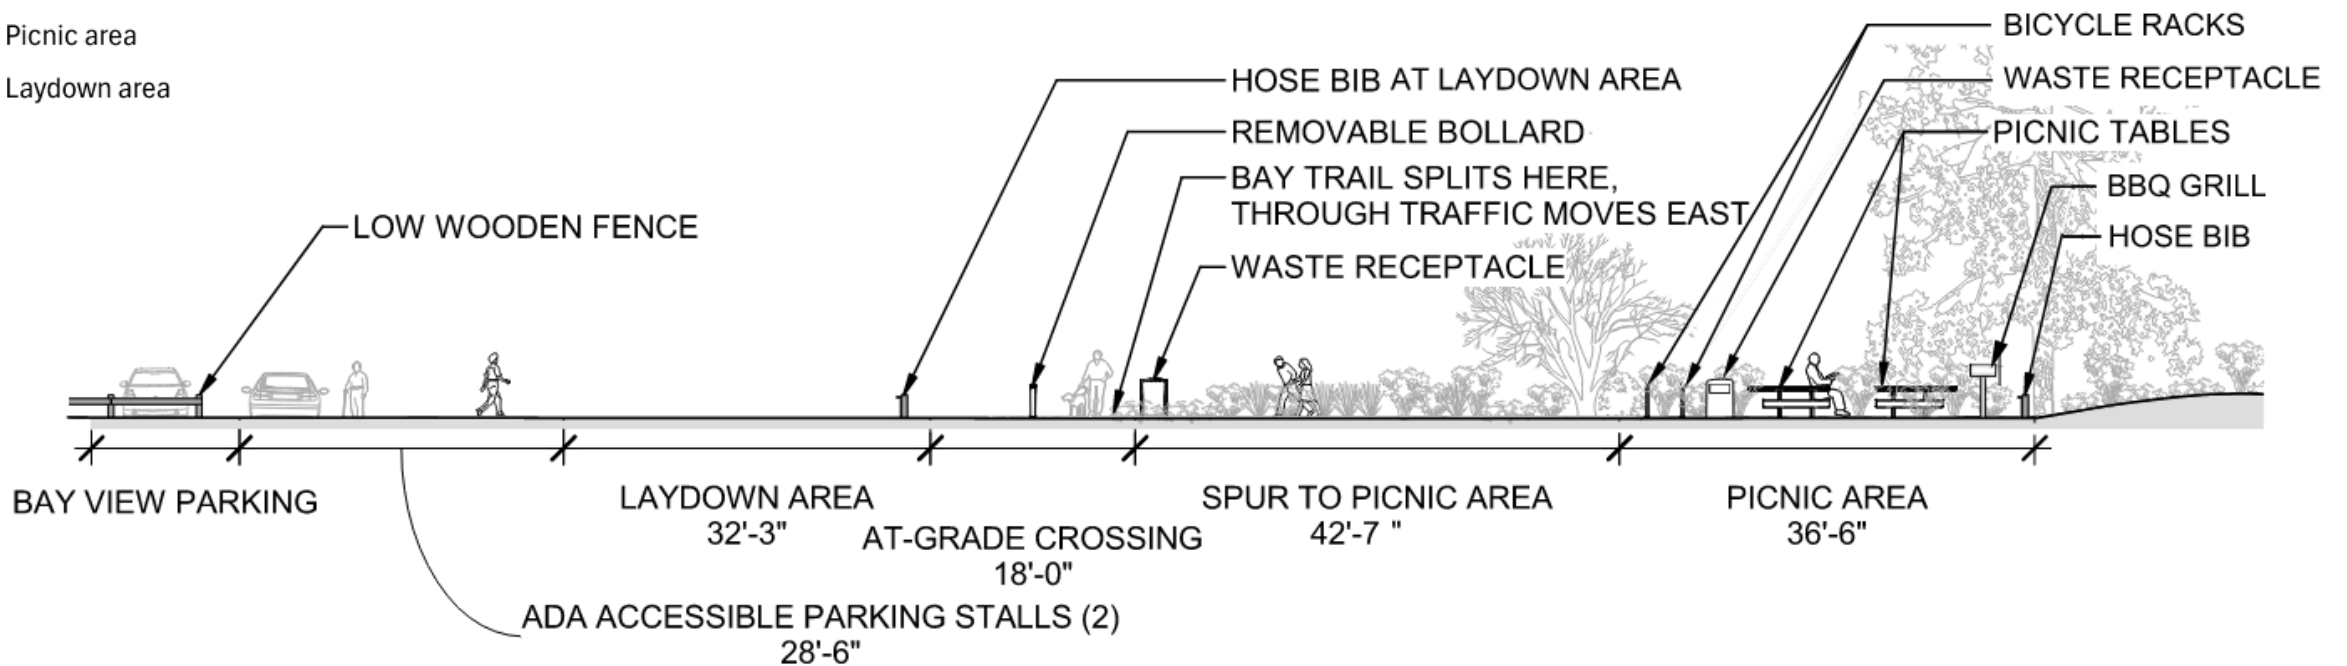 Picnic area
Laydown area
BICYCLE RACKS
WASTE RECEPTACLE
PICNIC TABLES
BBQ GRILL
HOSE BIB
HOSE BIB AT LAYDOWN AREA
REMOVABLE BOLLARD
BAY TRAIL SPLITS HERE,
THROUGH TRAFFIC MOVES EAST
WASTE RECEPTACLE
LOW WOODEN FENCE
BAY VIEW PARKING
LAYDOWN AREA
32'-3"
AT-GRADE CROSSING
18'-0"
SPUR TO PICNIC AREA
42'-7 "
PICNIC AREA
36'-6"
ADA ACCESSIBLE PARKING STALLS (2)
28'-6"